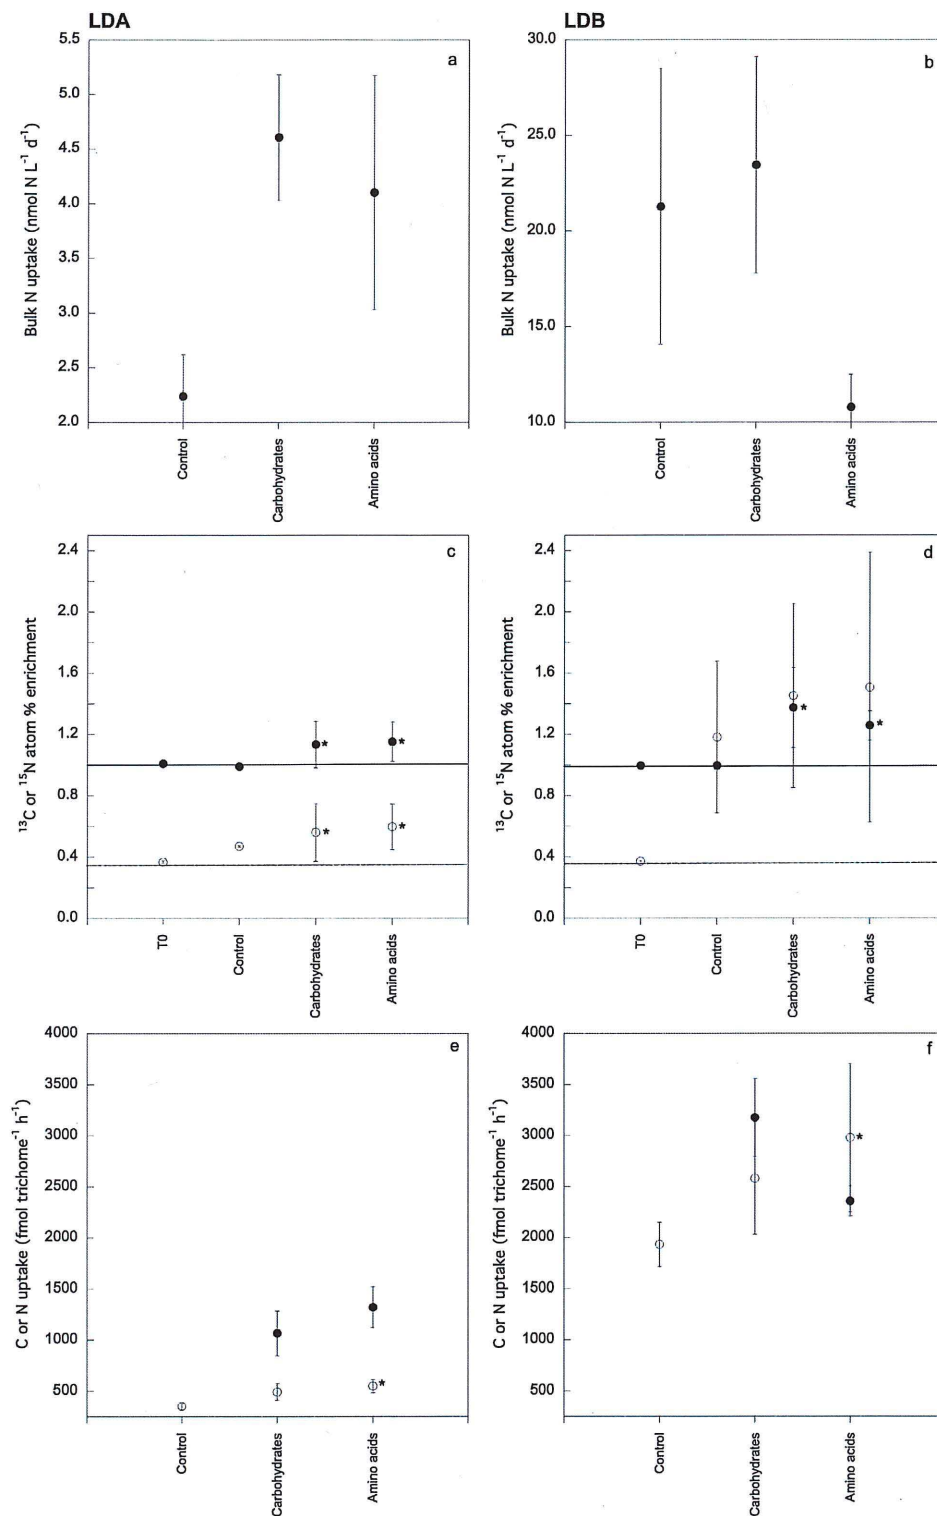 LDA
LDB
a
5.5
5.0
4.5
4.0
3.5
3.0
2.5
2.0
Bulk N uptake (nmol N L⁻¹ d⁻¹)
Control
Carbohydrates
Amino acids
b
30.0
25.0
20.0
15.0
10.0
Bulk N uptake (nmol N L⁻¹ d⁻¹)
Control
Carbohydrates
Amino acids
c
2.4
2.0
1.6
1.2
0.8
0.4
0.0
¹³C or ¹⁵N atom % enrichment
* *
* *
T0
Control
Carbohydrates
Amino acids
d
2.4
2.0
1.6
1.2
0.8
0.4
0.0
¹³C or ¹⁵N atom % enrichment
* *
T0
Control
Carbohydrates
Amino acids
e
4000
3500
3000
2500
2000
1500
1000
500
C or N uptake (fmol trichome⁻¹ h⁻¹)
*
Control
Carbohydrates
Amino acids
f
4000
3500
3000
2500
2000
1500
1000
500
C or N uptake (fmol trichome⁻¹ h⁻¹)
*
Control
Carbohydrates
Amino acids